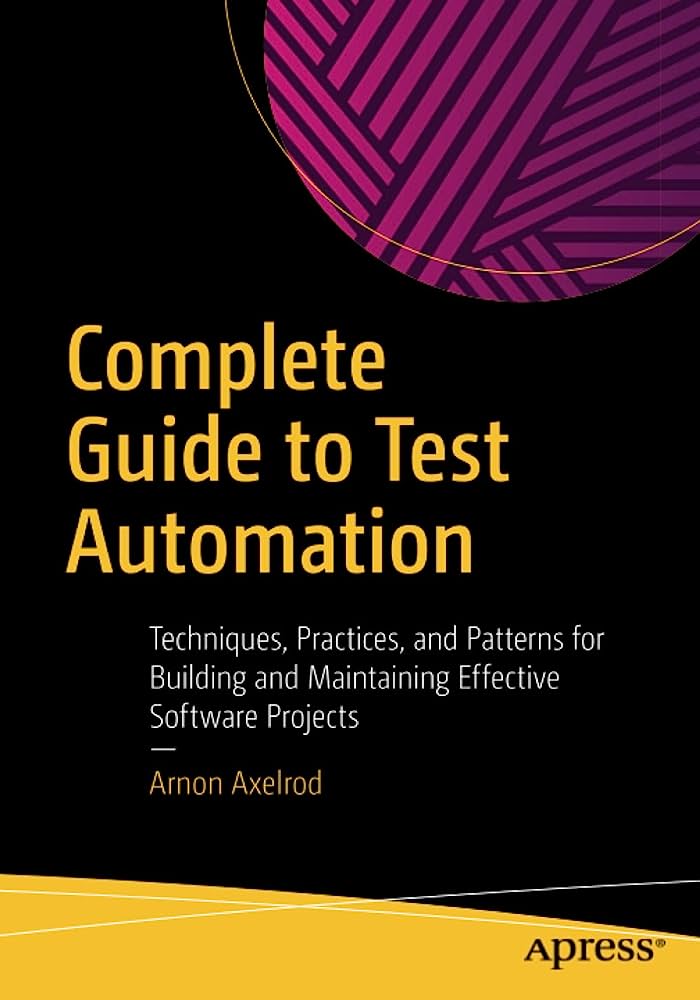 Complete
Guide to Test
Automation
Techniques, Practices, and Patterns for
Building and Maintaining Effective
Software Projects
—
Arnon Axelrod
Apress®